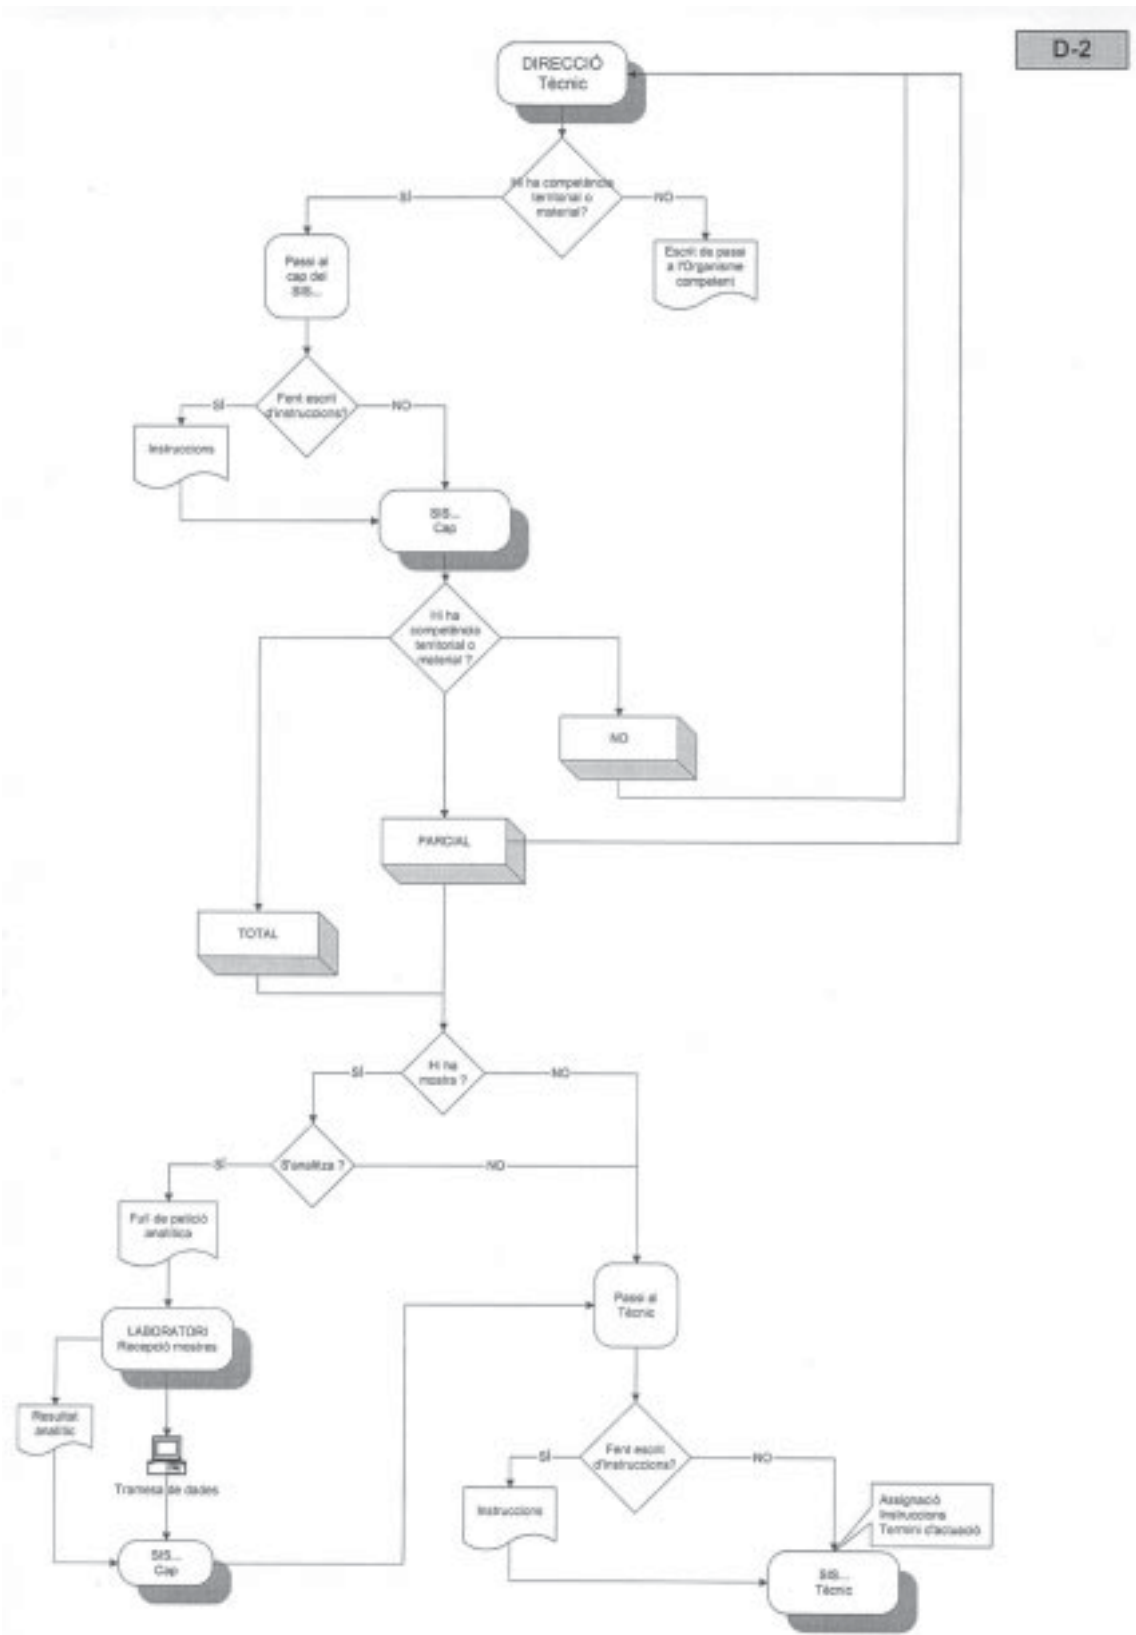 D-2
DIRECCIÓ
Tècnic
Hi ha competència
territorial o
material?
SÍ
NO
Passi al
cap del
SIS...
Escrit de passi
a l'Organisme
competent
Fent escrit
d'instruccions?
SÍ
NO
Instruccions
SIS...
Cap
Hi ha
competència
territorial o
material ?
NO
PARCIAL
TOTAL
Hi ha
mostra ?
SÍ
NO
S'analitza ?
SÍ
NO
Full de petició
analítica
LABORATORI
Recepció mostres
Passi al
Tècnic
Resultat
analític
Tramesa de dades
Fent escrit
d'instruccions?
SÍ
NO
Instruccions
Assignació
Instruccions
Termini d'actuació
SIS...
Cap
SIS...
Tècnic